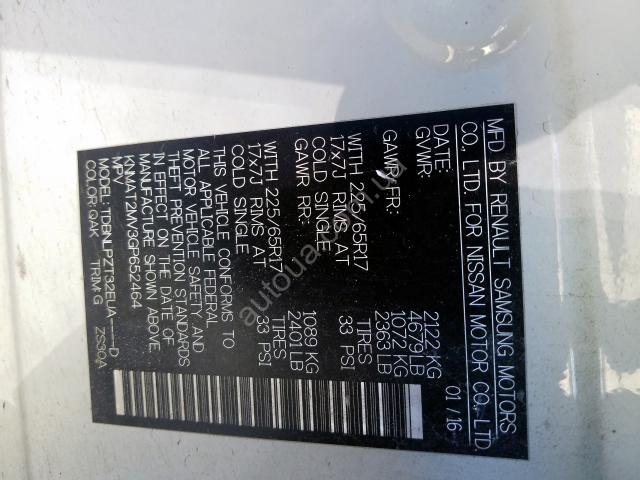 MFD BY RENAULT SAMSUNG MOTORS
CO., LTD. FOR NISSAN MOTOR CO., LTD.
DATE: 01/16
GVWR: 2122 KG
4679 LB
GAWR FR: 1072 KG
2363 LB
WITH 225/65R17 TIRES
17x7J RIMS AT 33 PSI
COLD SINGLE
GAWR RR: 1089 KG
2401 LB
WITH 225/65R17 TIRES
17x7J RIMS AT 33 PSI
COLD SINGLE
THIS VEHICLE CONFORMS TO
ALL APPLICABLE FEDERAL
MOTOR VEHICLE SAFETY AND
THEFT PREVENTION STANDARDS
IN EFFECT ON THE DATE OF
MANUFACTURE SHOWN ABOVE.
KNMAT2MV3GP652464
MPV
MODEL: TDBNLPZT32EUA----D
COLOR: QAK TRIM: G ZS30A
autoua.com.ua